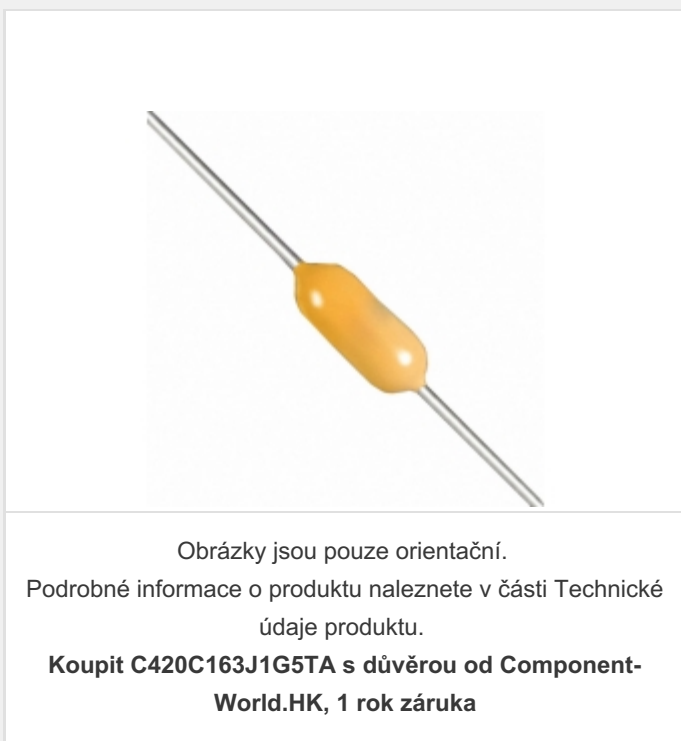 Obrázky jsou pouze orientační.
Podrobné informace o produktu naleznete v části Technické
údaje produktu.
Koupit C420C163J1G5TA s důvěrou od Component-
World.HK, 1 rok záruka